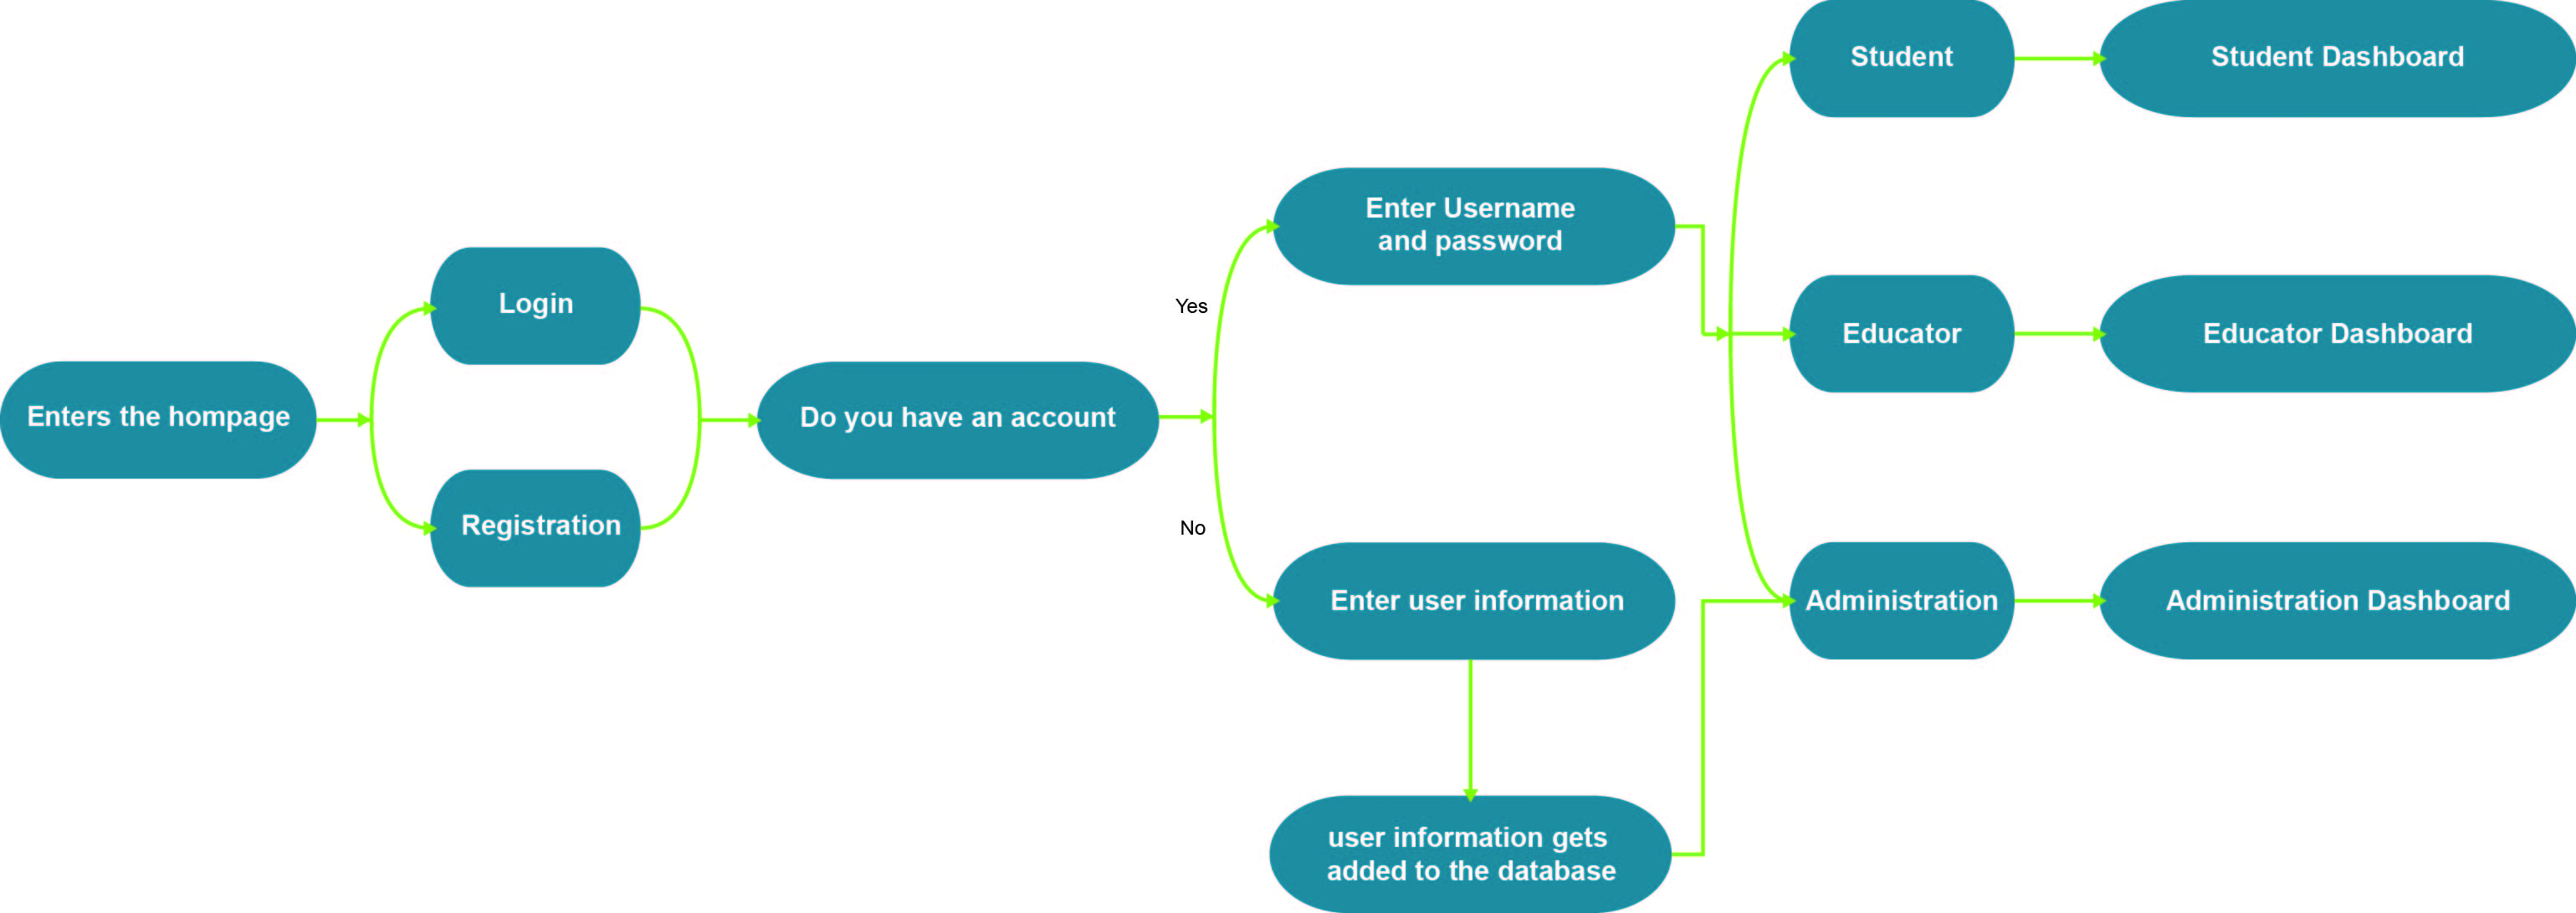 Enters the hompage
Login
Registration
Do you have an account
Yes
No
Enter Username
and password
Enter user information
user information gets
added to the database
Student
Student Dashboard
Educator
Educator Dashboard
Administration
Administration Dashboard